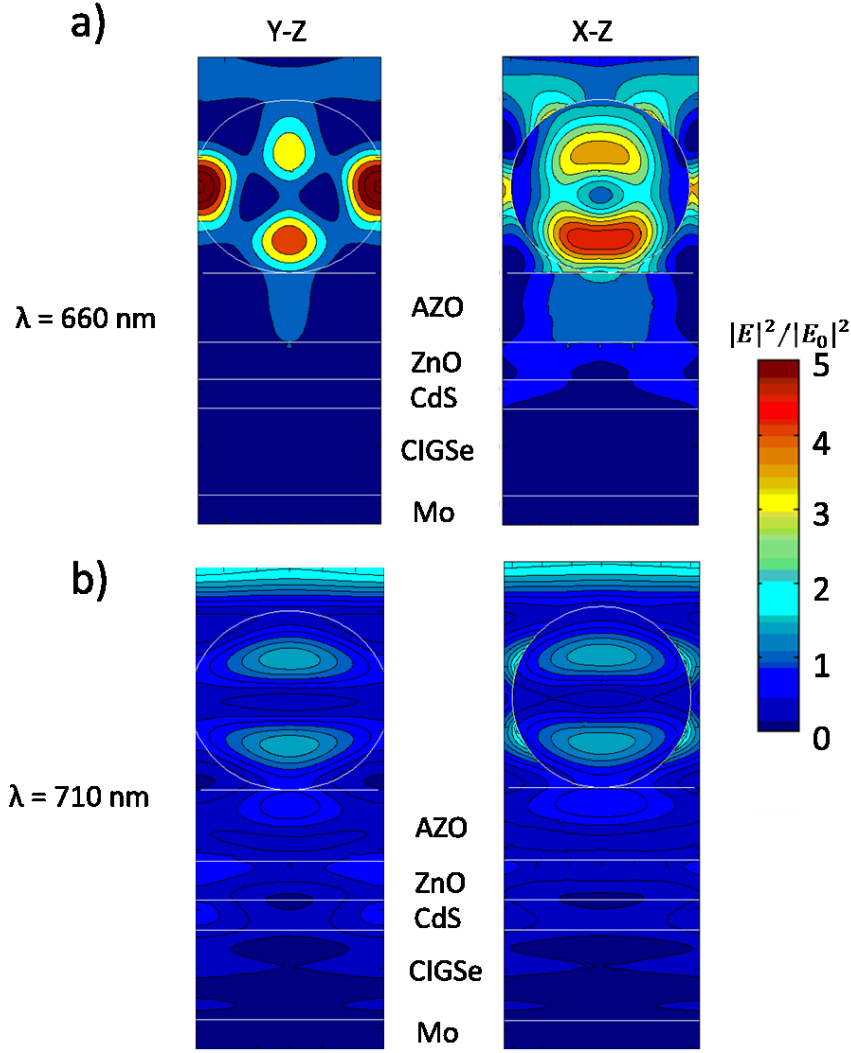 a)
Y-Z
X-Z
λ = 660 nm
AZO
ZnO
CdS
CIGSe
Mo
|E|²/|E₀|²
5
4
3
2
1
0
b)
λ = 710 nm
AZO
ZnO
CdS
CIGSe
Mo